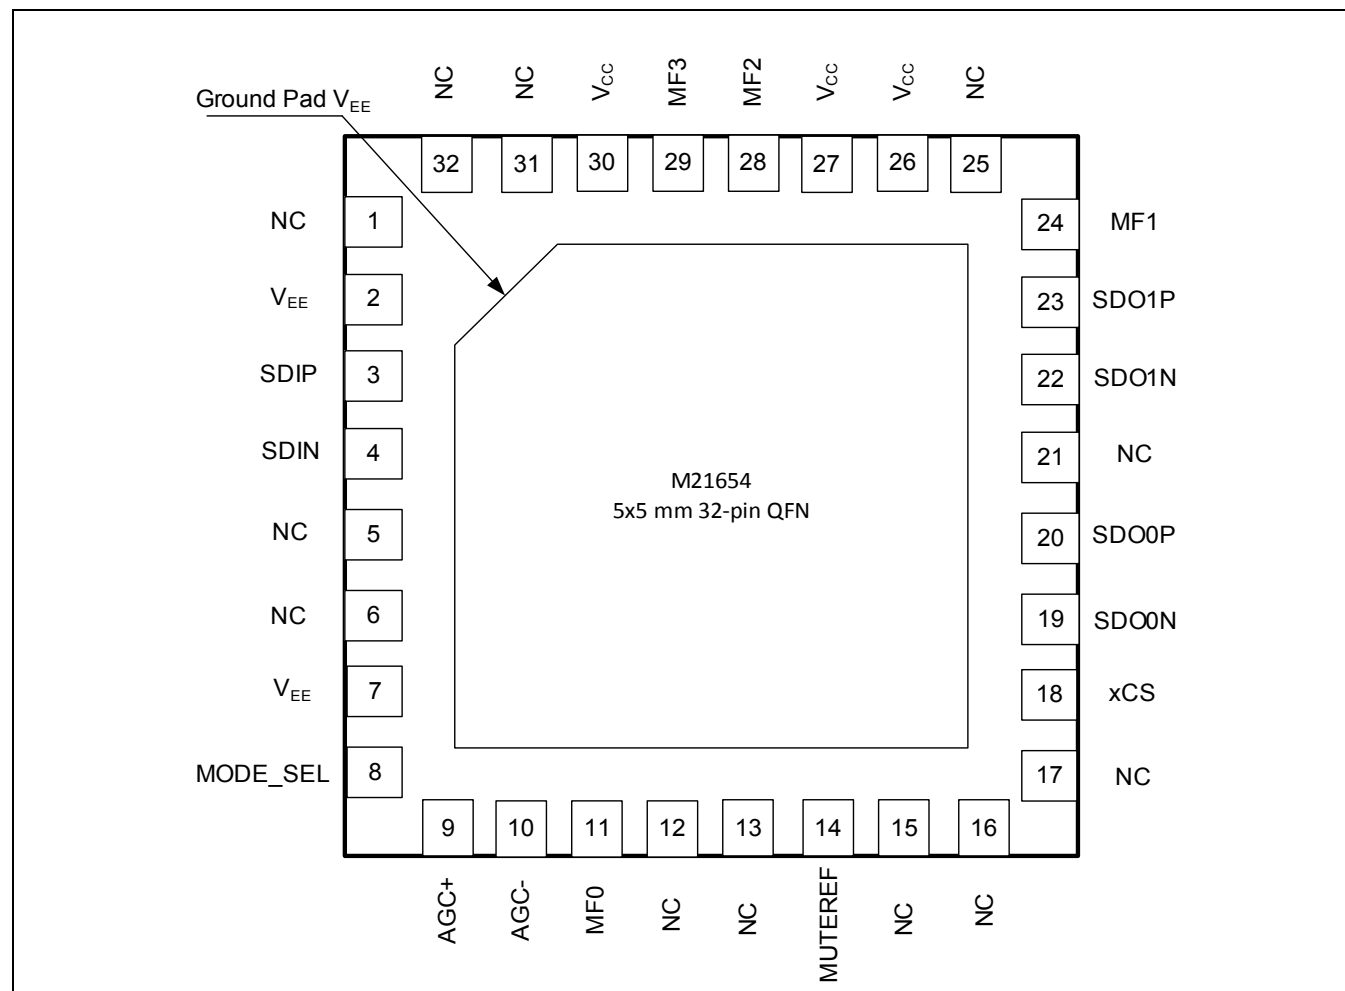 NC
NC
VCC
MF3
MF2
VCC
VCC
NC
Ground Pad VEE
32
31
30
29
28
27
26
25
NC 1
24 MF1
VEE 2
23 SDO1P
SDIP 3
22 SDO1N
SDIN 4
21 NC
M21654
5x5 mm 32-pin QFN
NC 5
20 SDO0P
NC 6
19 SDO0N
VEE 7
18 xCS
MODE_SEL 8
17 NC
9
10
11
12
13
14
15
16
AGC+
AGC-
MF0
NC
NC
MUTEREF
NC
NC